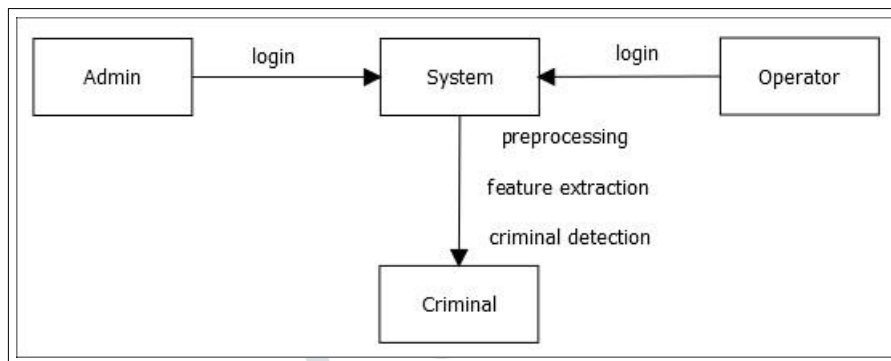 login
login
Admin
System
Operator
preprocessing
feature extraction
criminal detection
Criminal